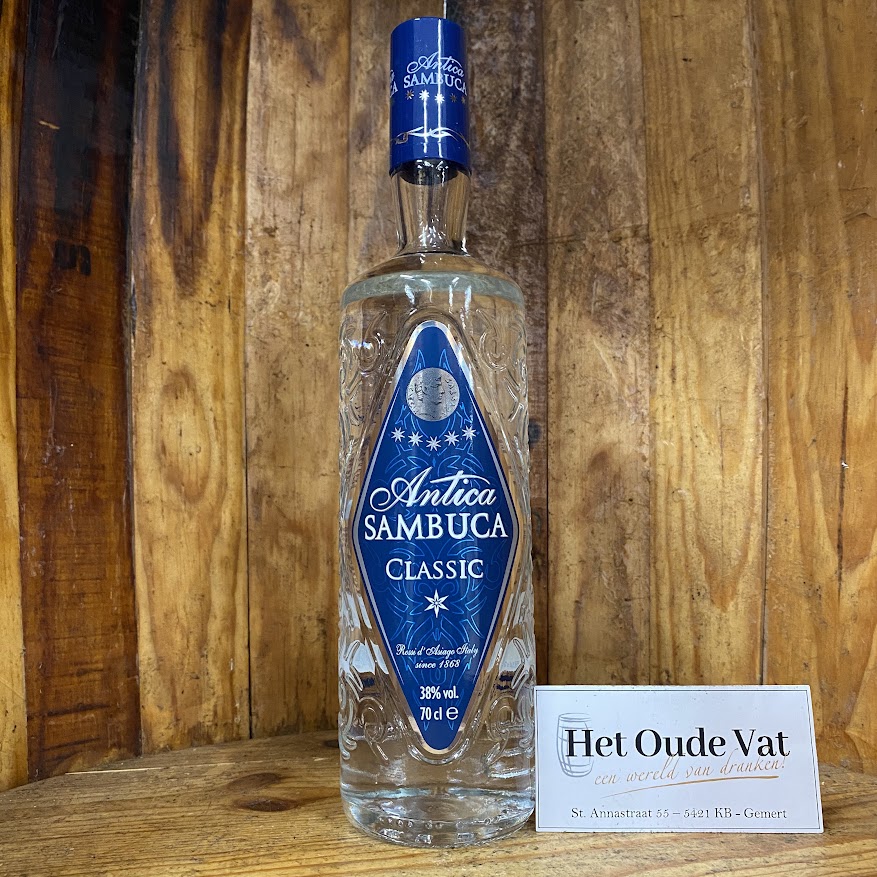 Antica
SAMBUCA
Antica
SAMBUCA
CLASSIC
Rossi d'Asiago Italy
since 1868
38% vol.
70 cl e
Het Oude Vat
een wereld van dranken!
St. Annastraat 55 – 5421 KB - Gemert